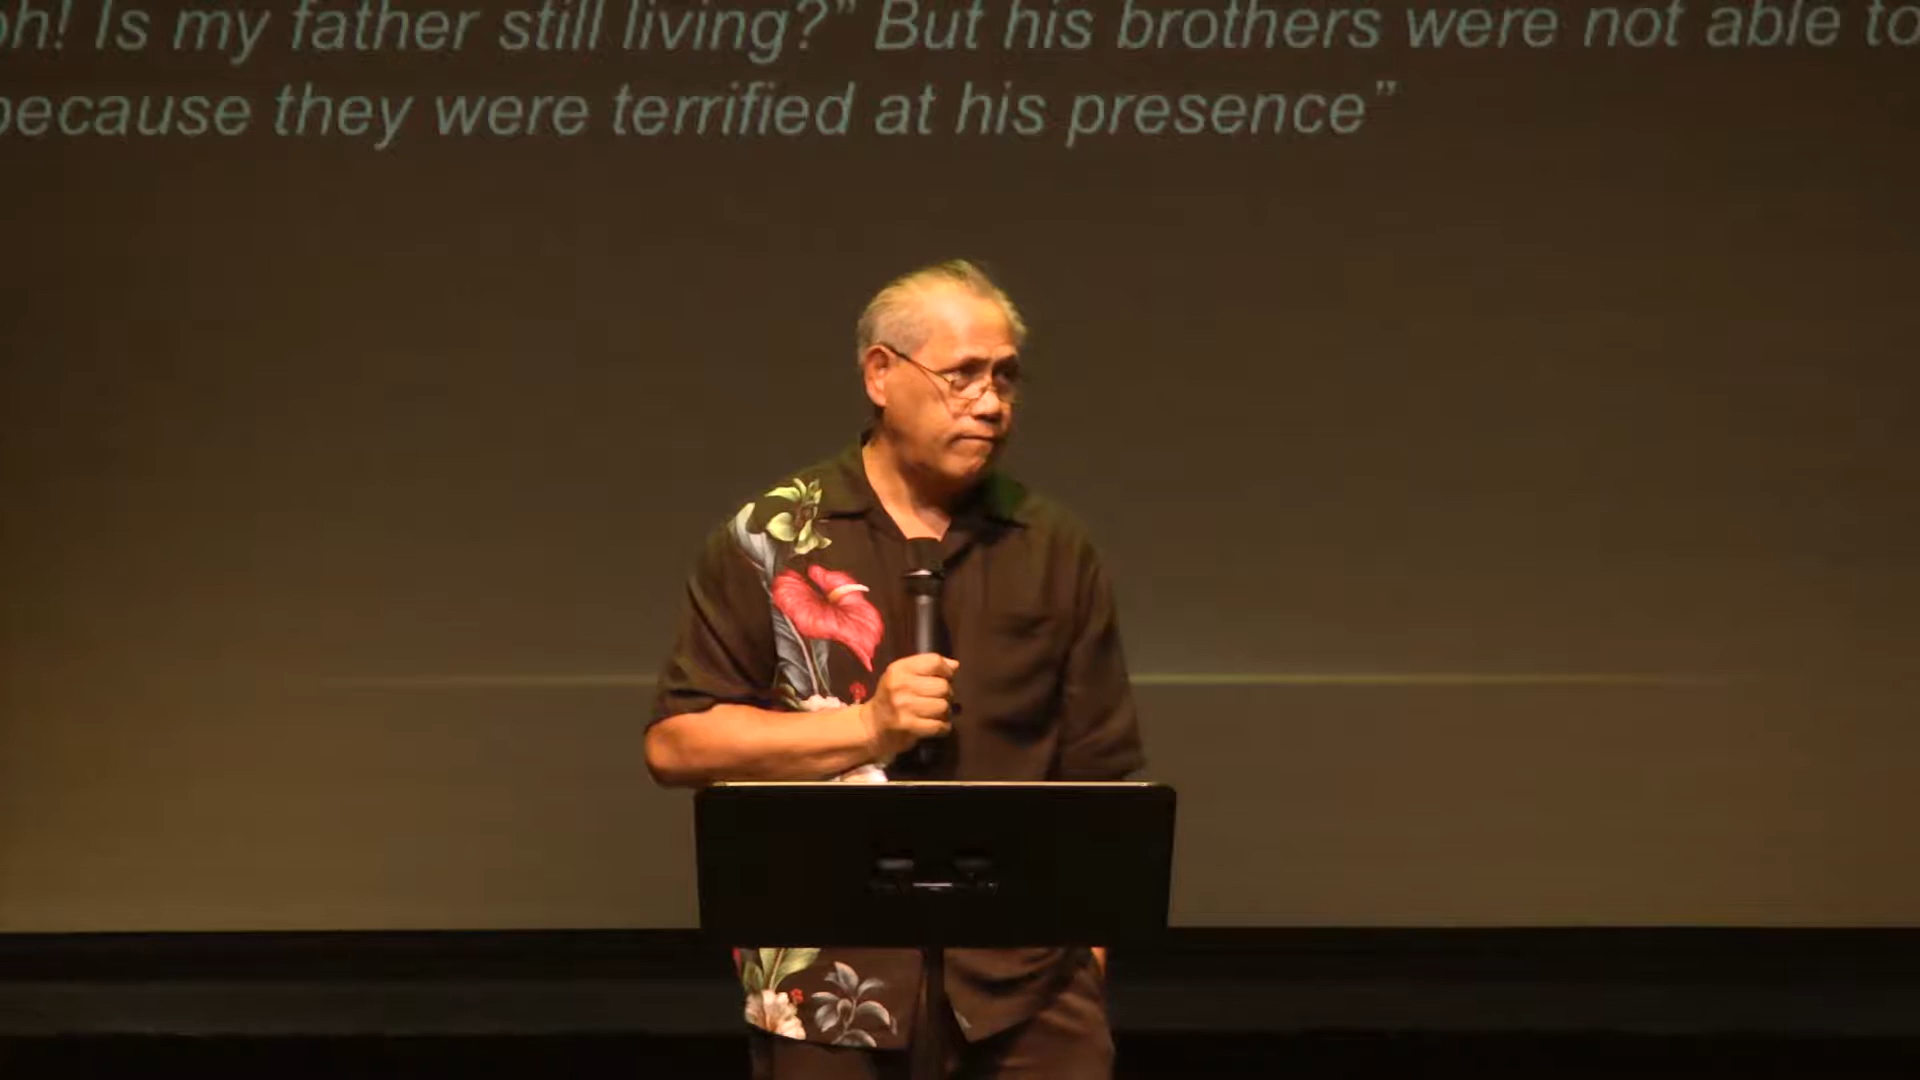 oh! Is my father still living?” But his brothers were not able to
because they were terrified at his presence”